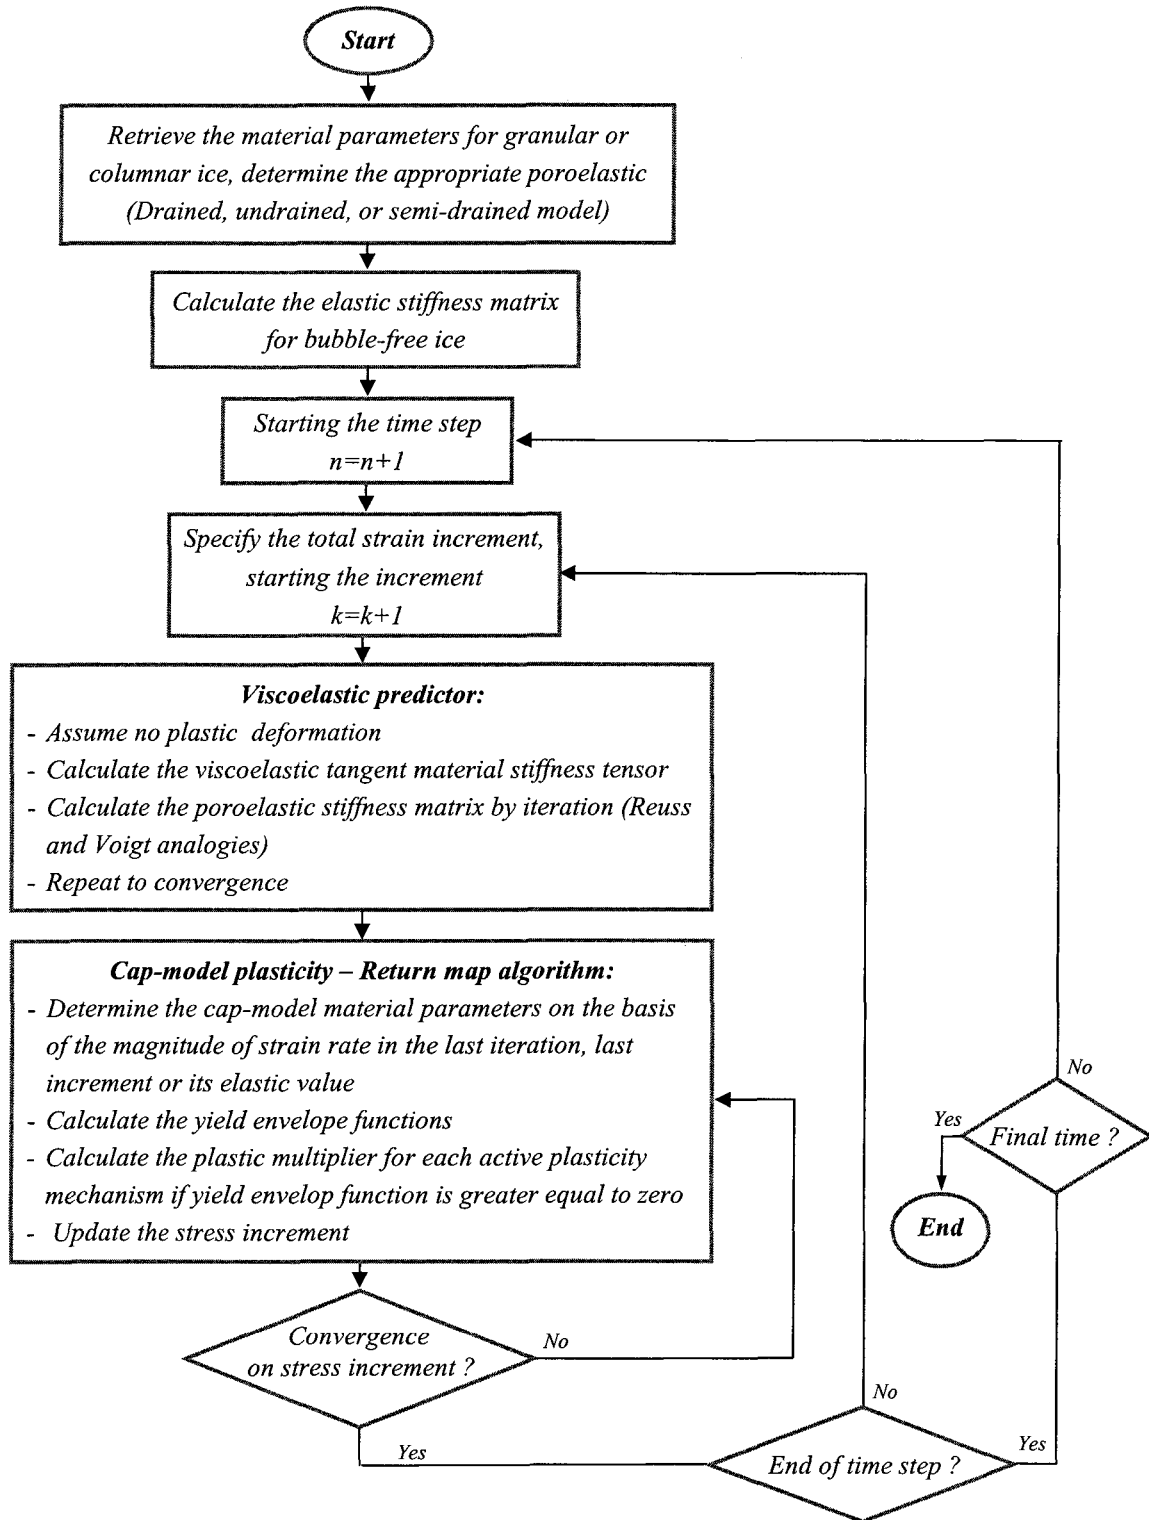 Start
Retrieve the material parameters for granular or
columnar ice, determine the appropriate poroelastic
(Drained, undrained, or semi-drained model)
Calculate the elastic stiffness matrix
for bubble-free ice
Starting the time step
n=n+1
Specify the total strain increment,
starting the increment
k=k+1
Viscoelastic predictor:
- Assume no plastic deformation
- Calculate the viscoelastic tangent material stiffness tensor
- Calculate the poroelastic stiffness matrix by iteration (Reuss
and Voigt analogies)
- Repeat to convergence
Cap-model plasticity – Return map algorithm:
- Determine the cap-model material parameters on the basis
of the magnitude of strain rate in the last iteration, last
increment or its elastic value
- Calculate the yield envelope functions
- Calculate the plastic multiplier for each active plasticity
mechanism if yield envelop function is greater equal to zero
- Update the stress increment
Convergence
on stress increment ?
No
Yes
End of time step ?
No
Yes
Final time ?
No
Yes
End